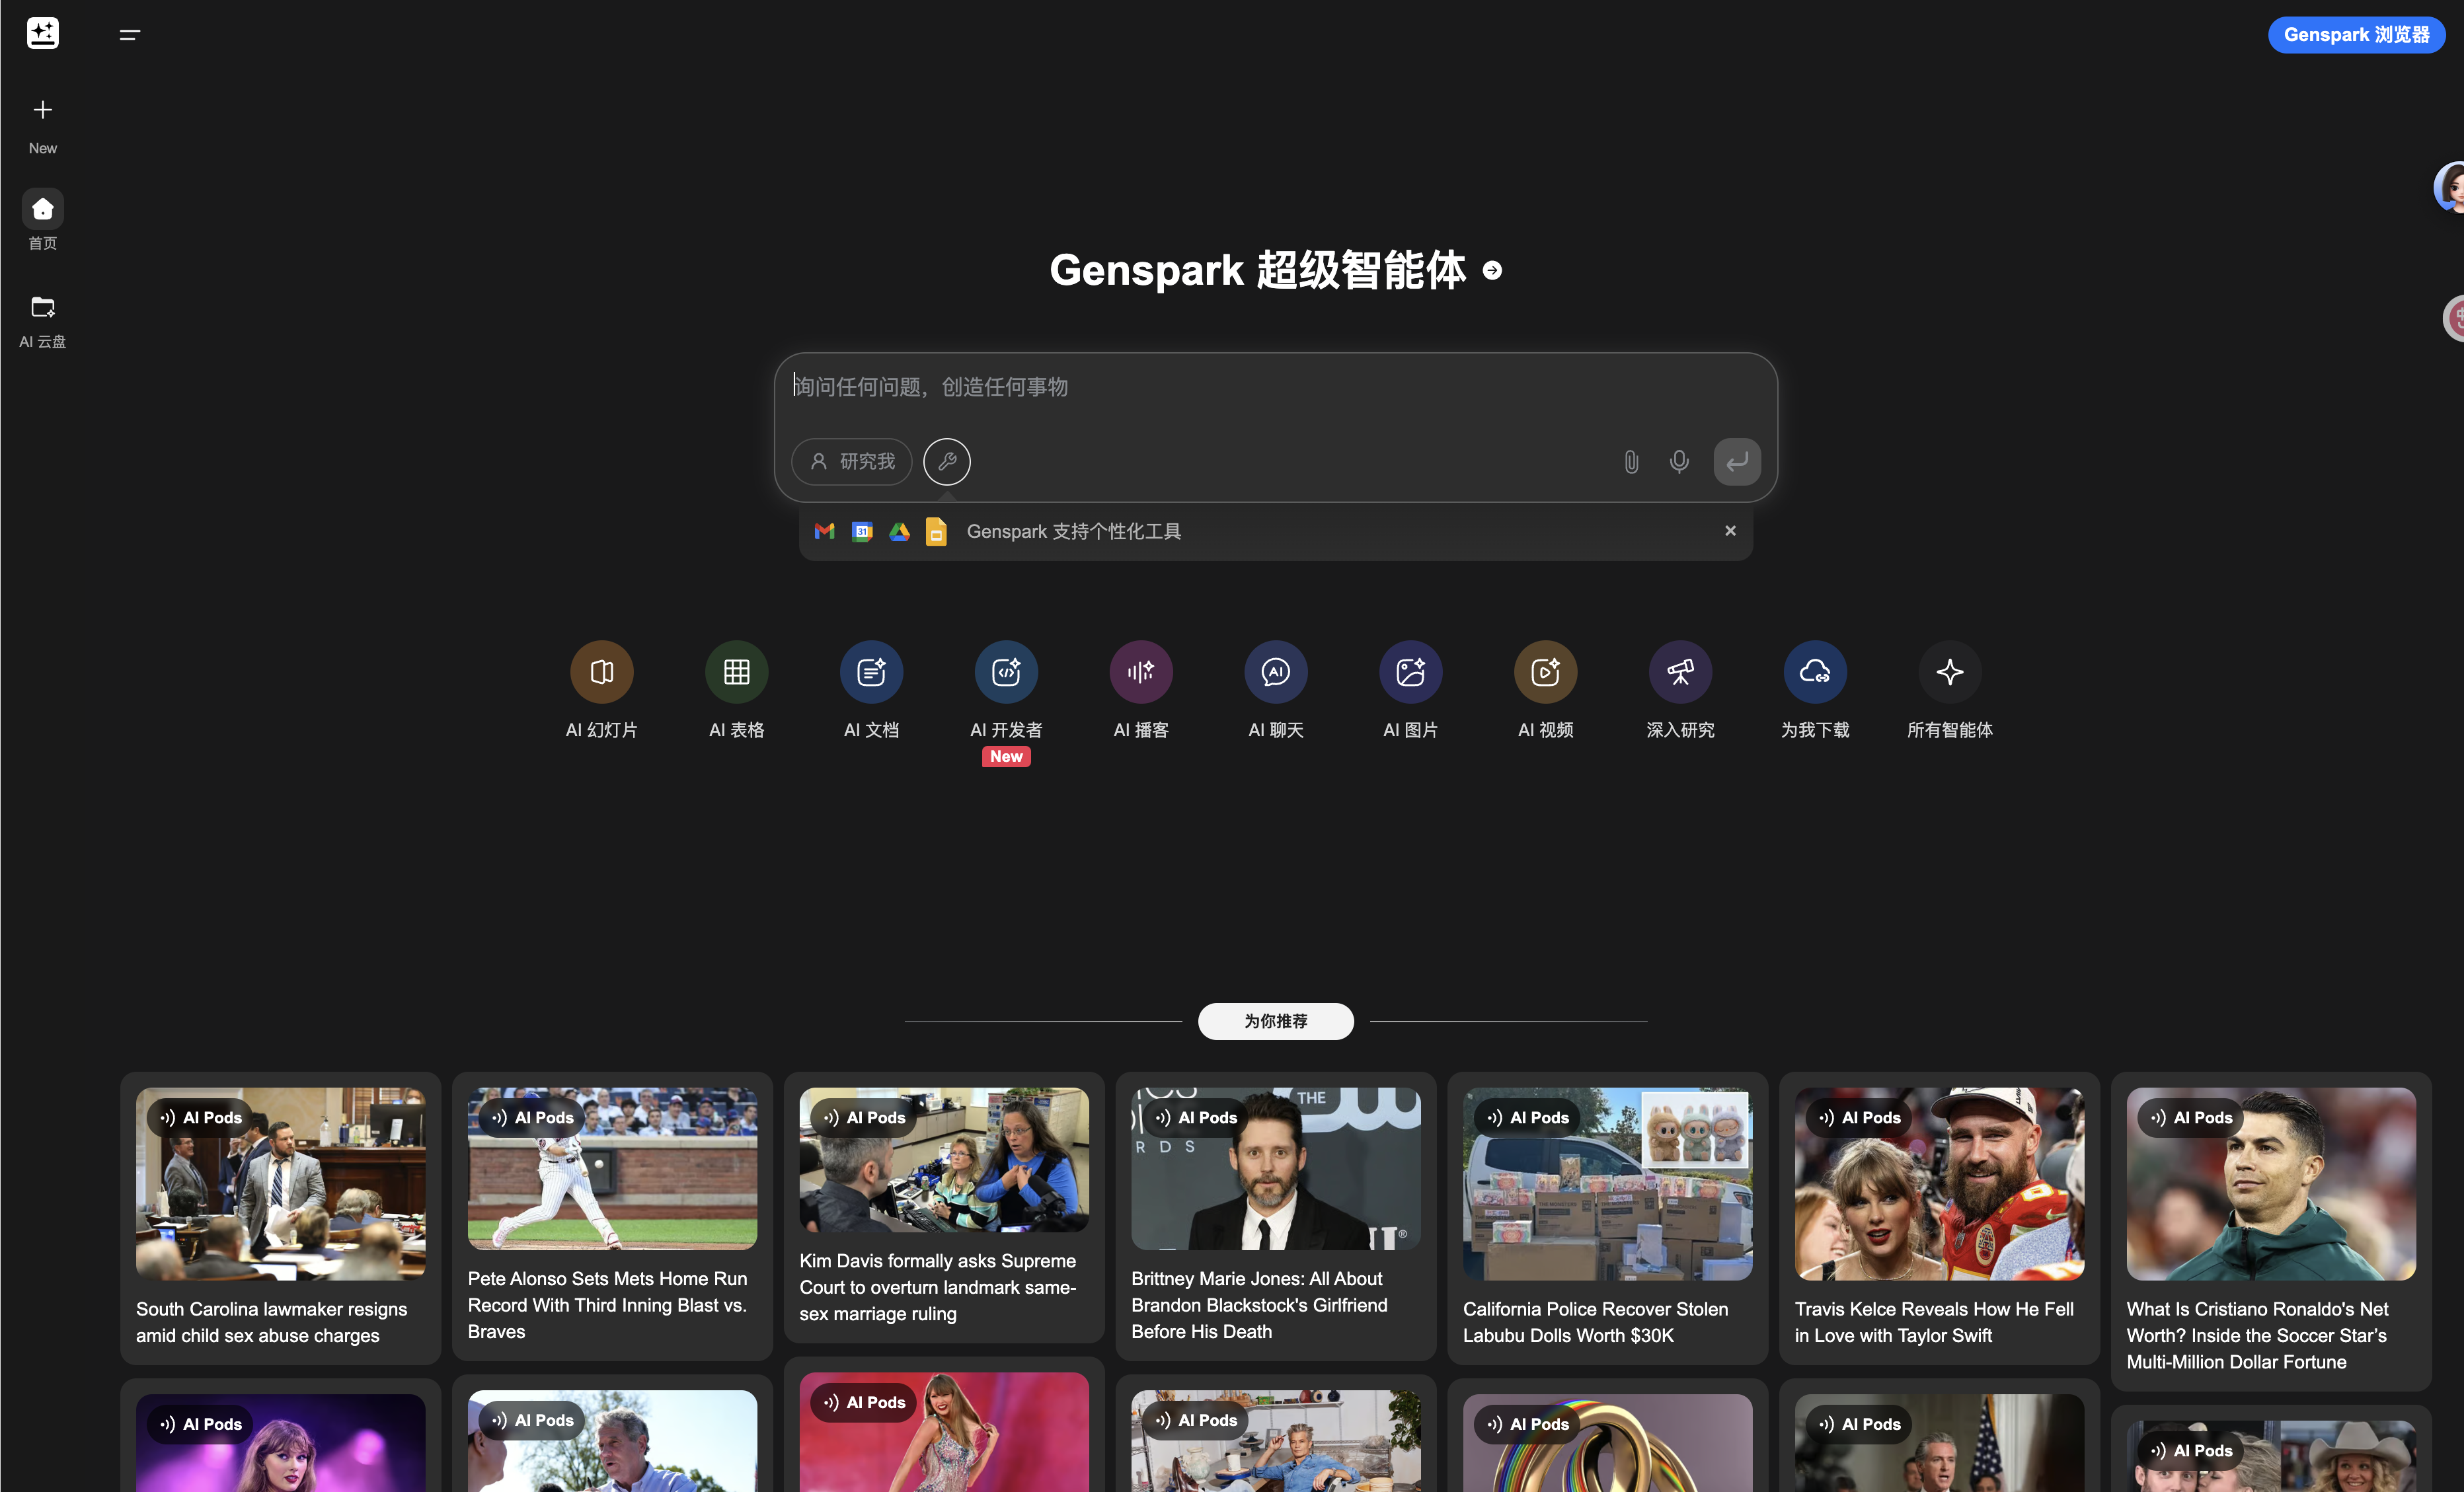 Genspark 浏览器
New
首页
AI 云盘
Genspark 超级智能体
询问任何问题，创造任何事物
研究我
31
Genspark 支持个性化工具
AI 幻灯片
AI 表格
AI 文档
AI 开发者
New
AI 播客
AI
AI 聊天
AI 图片
AI 视频
深入研究
为我下载
所有智能体
为你推荐
AI Pods
South Carolina lawmaker resigns
amid child sex abuse charges
AI Pods
Pete Alonso Sets Mets Home Run
Record With Third Inning Blast vs.
Braves
AI Pods
Kim Davis formally asks Supreme
Court to overturn landmark same-
sex marriage ruling
AI Pods
THE
R D S
Brittney Marie Jones: All About
Brandon Blackstock's Girlfriend
Before His Death
AI Pods
California Police Recover Stolen
Labubu Dolls Worth $30K
AI Pods
Travis Kelce Reveals How He Fell
in Love with Taylor Swift
AI Pods
What Is Cristiano Ronaldo's Net
Worth? Inside the Soccer Star’s
Multi-Million Dollar Fortune
AI Pods
AI Pods
AI Pods
AI Pods
AI Pods
AI Pods
AI Pods